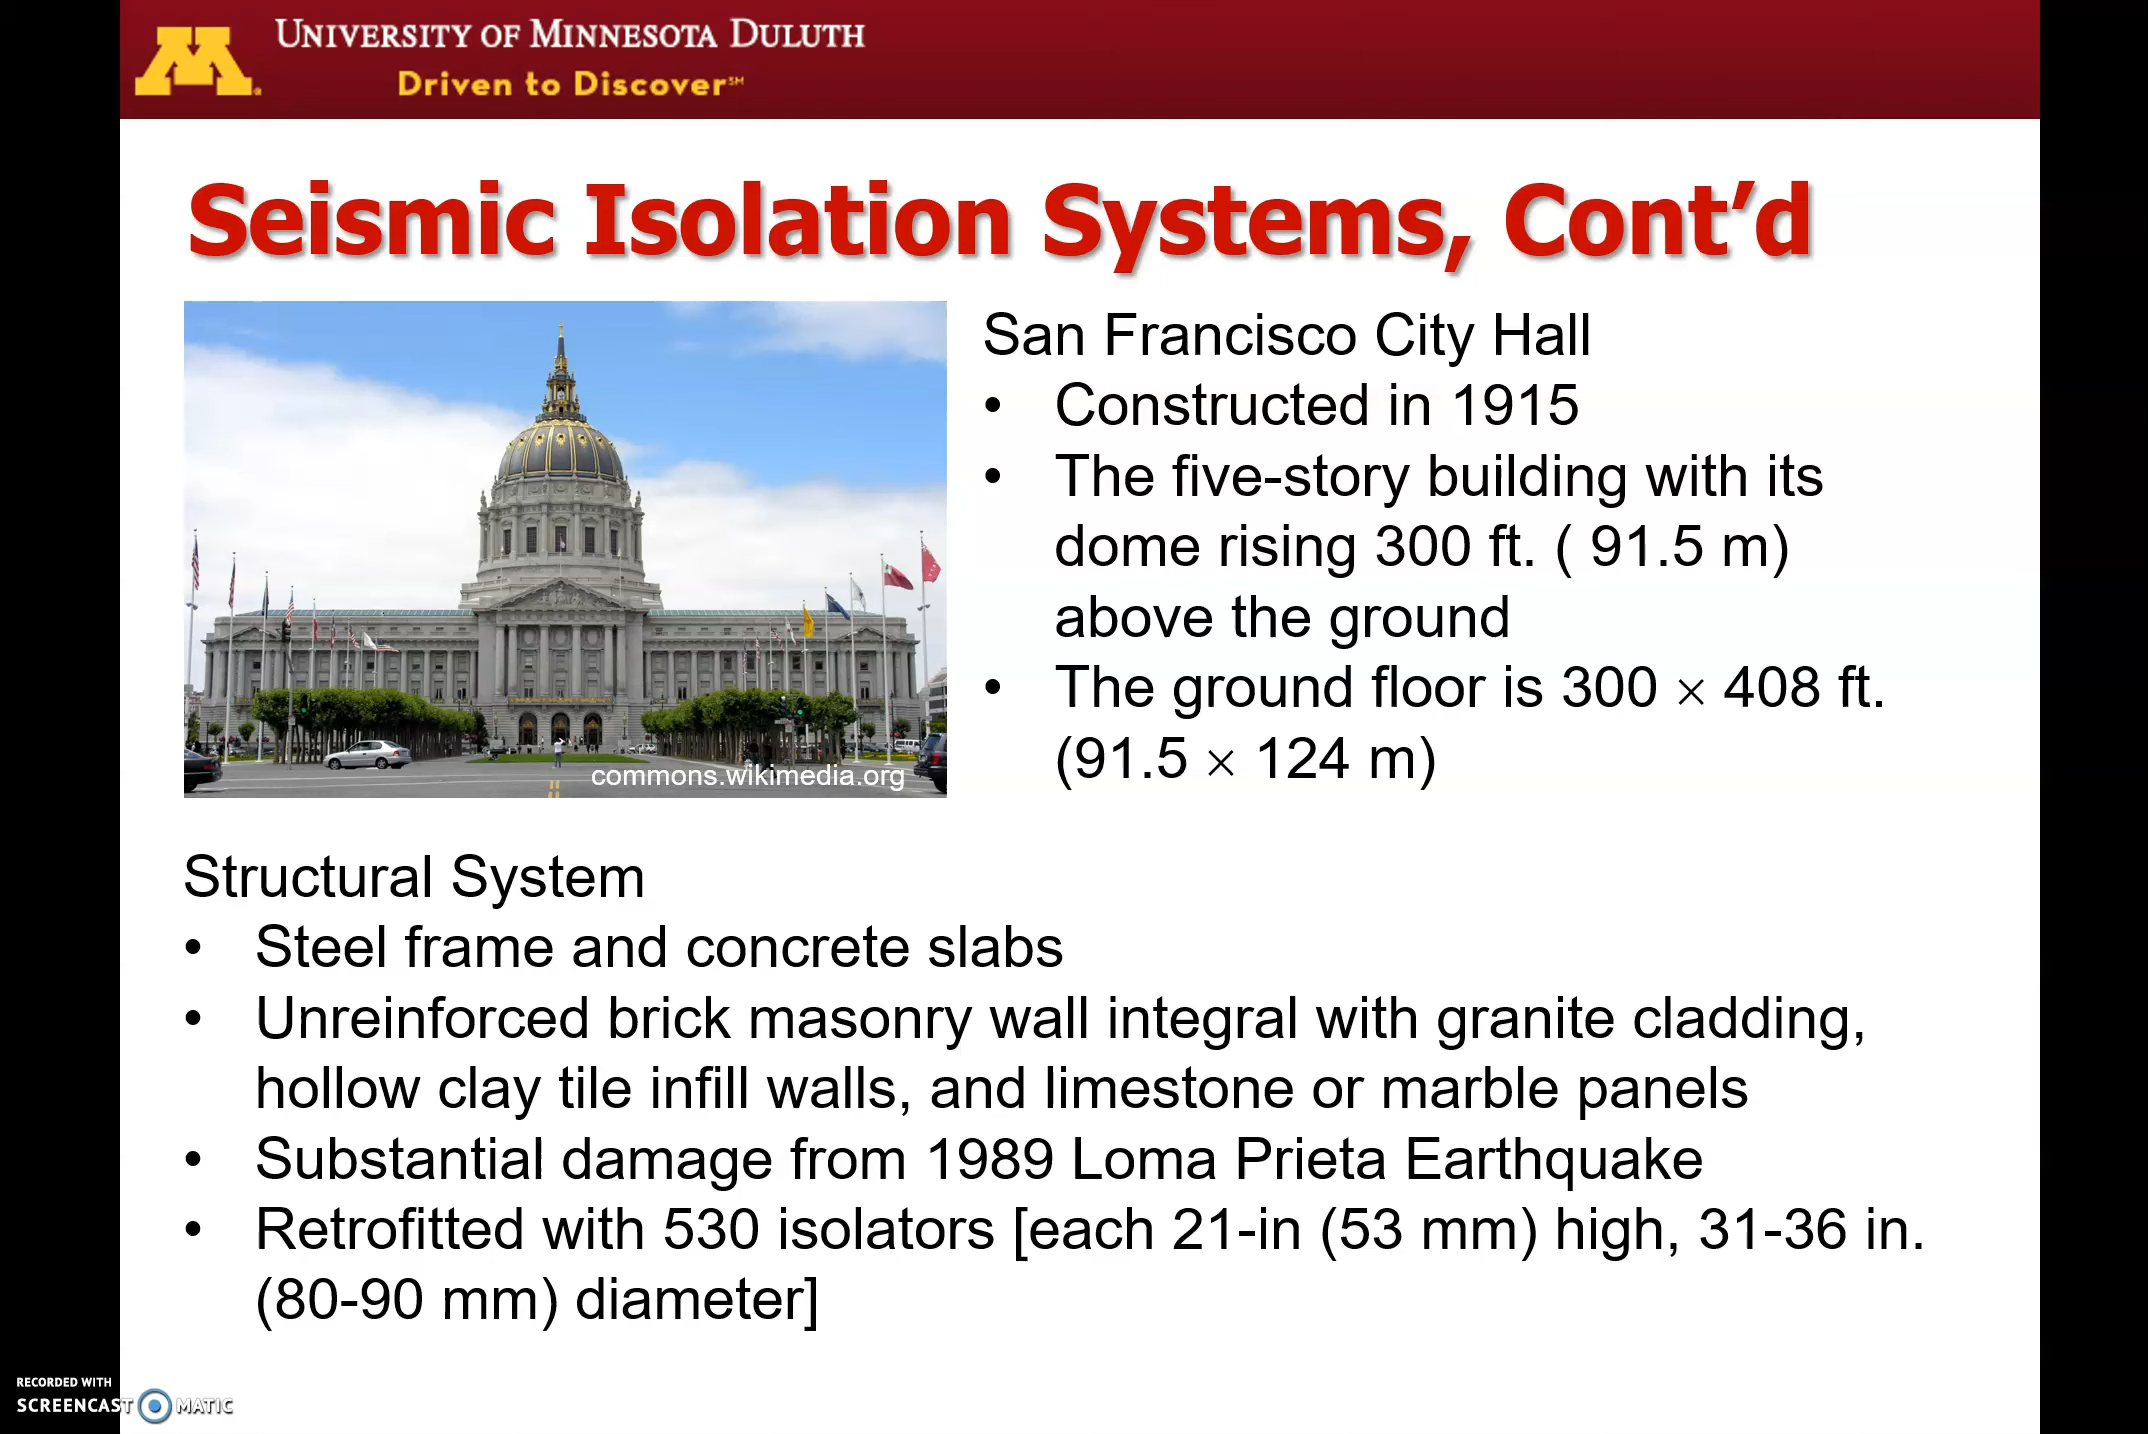 UNIVERSITY OF MINNESOTA DULUTH
Driven to Discover℠
Seismic Isolation Systems, Cont’d
San Francisco City Hall
• Constructed in 1915
• The five-story building with its
dome rising 300 ft. ( 91.5 m)
above the ground
• The ground floor is 300 × 408 ft.
(91.5 × 124 m)
commons.wikimedia.org
Structural System
• Steel frame and concrete slabs
• Unreinforced brick masonry wall integral with granite cladding,
hollow clay tile infill walls, and limestone or marble panels
• Substantial damage from 1989 Loma Prieta Earthquake
• Retrofitted with 530 isolators [each 21-in (53 mm) high, 31-36 in.
(80-90 mm) diameter]
RECORDED WITH
SCREENCAST MATIC